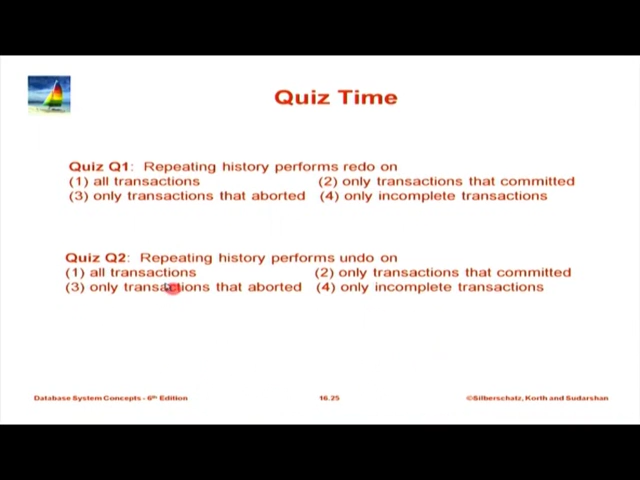 Quiz Time
Quiz Q1: Repeating history performs redo on
(1) all transactions (2) only transactions that committed
(3) only transactions that aborted (4) only incomplete transactions
Quiz Q2: Repeating history performs undo on
(1) all transactions (2) only transactions that committed
(3) only transactions that aborted (4) only incomplete transactions
Database System Concepts - 6th Edition 16.25 ©Silberschatz, Korth and Sudarshan